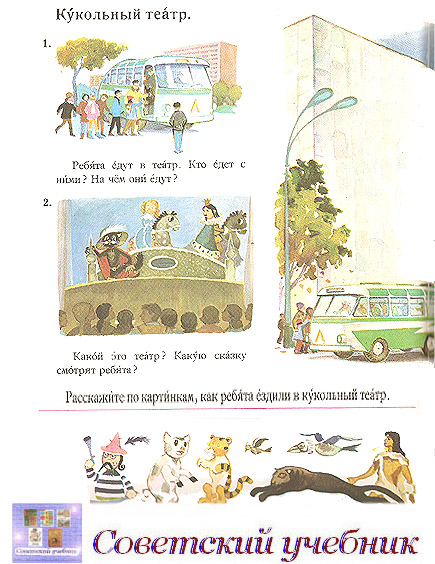 Ку́кольный теа́тр.
1.
Ребя́та е́дут в теа́тр. Кто е́дет с
ни́ми? На чём они́ е́дут?
2.
Како́й э́то теа́тр? Каку́ю ска́зку
смо́трят ребя́та?
Расскажи́те по карти́нкам, как ребя́та е́здили в ку́кольный теа́тр.
Советский учебник
Советский учебник